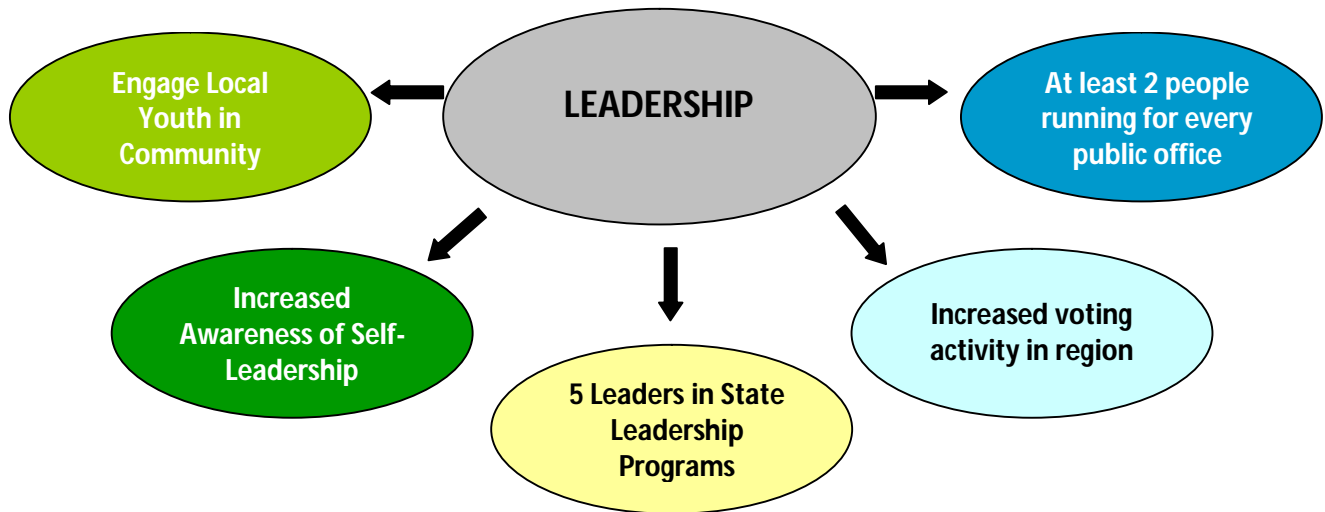 LEADERSHIP
Engage Local
Youth in
Community
At least 2 people
running for every
public office
Increased
Awareness of Self-
Leadership
5 Leaders in State
Leadership
Programs
Increased voting
activity in region